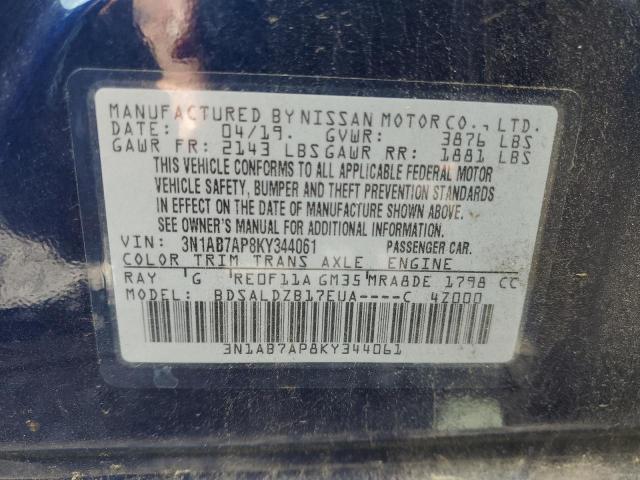 MANUFACTURED BY NISSAN MOTOR CO., LTD.
DATE: 04/19. GVWR: 3876 LBS
GAWR FR: 2143 LBS GAWR RR: 1881 LBS
THIS VEHICLE CONFORMS TO ALL APPLICABLE FEDERAL MOTOR
VEHICLE SAFETY, BUMPER AND THEFT PREVENTION STANDARDS
IN EFFECT ON THE DATE OF MANUFACTURE SHOWN ABOVE.
SEE OWNER'S MANUAL FOR ADDITIONAL INFORMATION.
VIN: 3N1AB7AP8KY344061 PASSENGER CAR.
COLOR TRIM TRANS AXLE ENGINE
RAY G RE0F11A GM35 MRA8DE 1798 CC
MODEL: BDSALDZB17EUA----C 4Z000
3N1AB7AP8KY344061